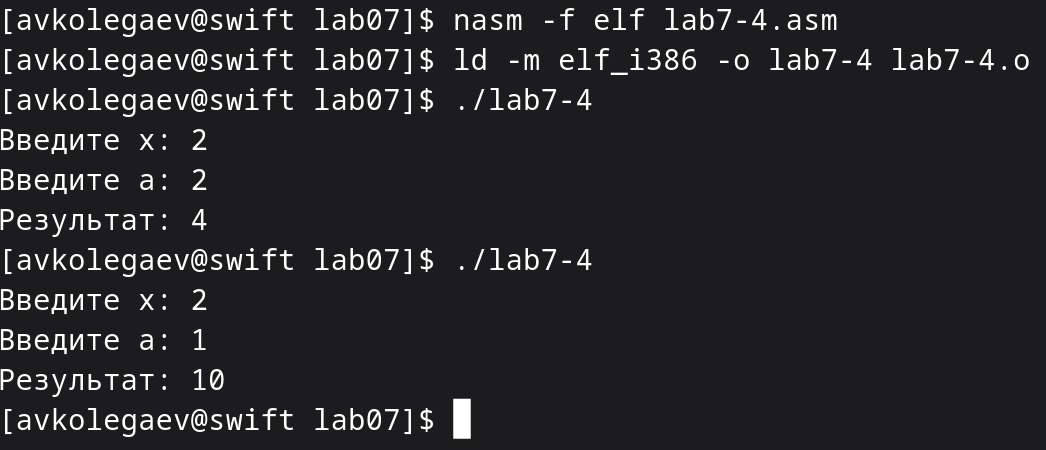 [avkolegaev@swift lab07]$ nasm -f elf lab7-4.asm
[avkolegaev@swift lab07]$ ld -m elf_i386 -o lab7-4 lab7-4.o
[avkolegaev@swift lab07]$ ./lab7-4
Введите x: 2
Введите a: 2
Результат: 4
[avkolegaev@swift lab07]$ ./lab7-4
Введите x: 2
Введите a: 1
Результат: 10
[avkolegaev@swift lab07]$